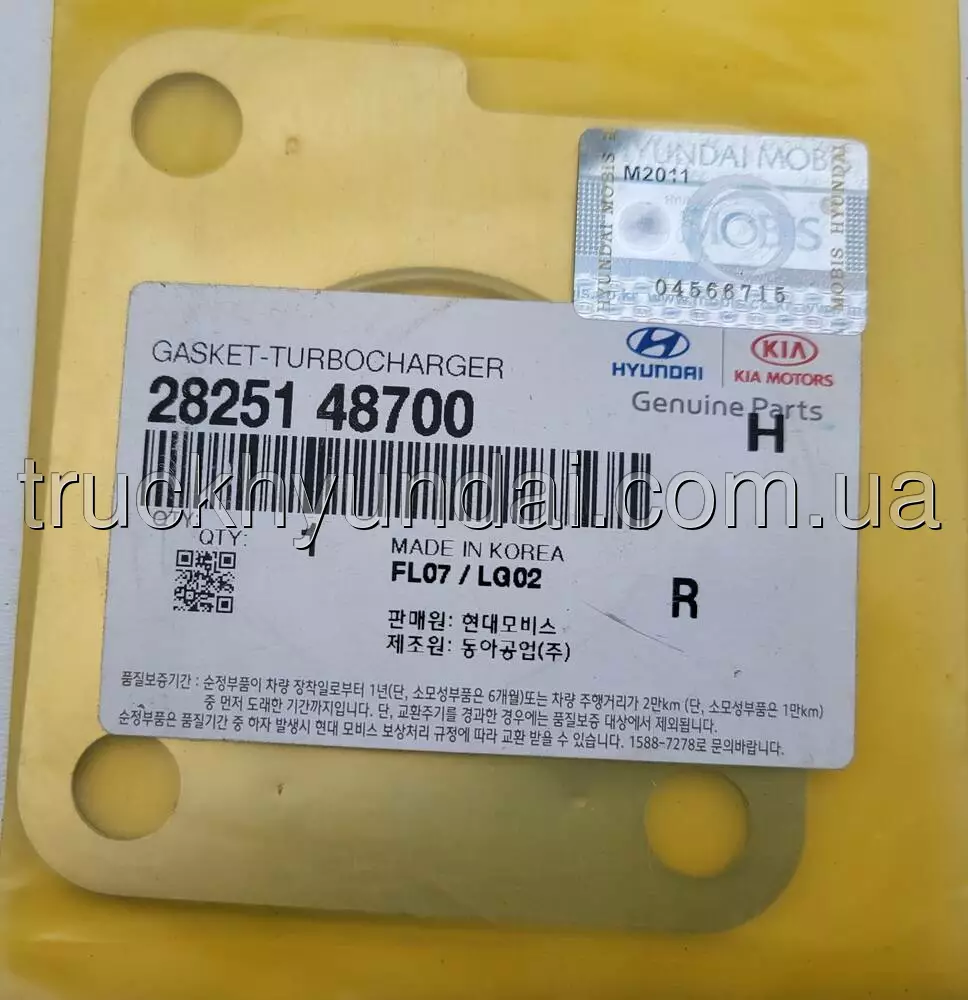 HYUNDAI MOBIS
M2011
MOBIS
04566715
HYUNDAI MOBIS
MOBIS HYUNDAI
GASKET-TURBOCHARGER
28251 48700
HYUNDAI
KIA
KIA MOTORS
Genuine Parts
H
truckhyundai.com.ua
QTY:
QTY: 1
MADE IN KOREA
FL07 / LQ02
R
판매원: 현대모비스
제조원: 동아공업(주)
품질보증기간 : 순정부품이 차량 장착일로부터 1년(단, 소모성부품은 6개월)또는 차량 주행거리가 2만km (단, 소모성부품은 1만km)
중 먼저 도래한 기간까지입니다. 단, 교환주기를 경과한 경우에는 품질보증 대상에서 제외됩니다.
순정부품은 품질기간 중 하자 발생시 현대 모비스 보상처리 규정에 따라 교환 받을 수 있습니다. 1588-7278로 문의바랍니다.